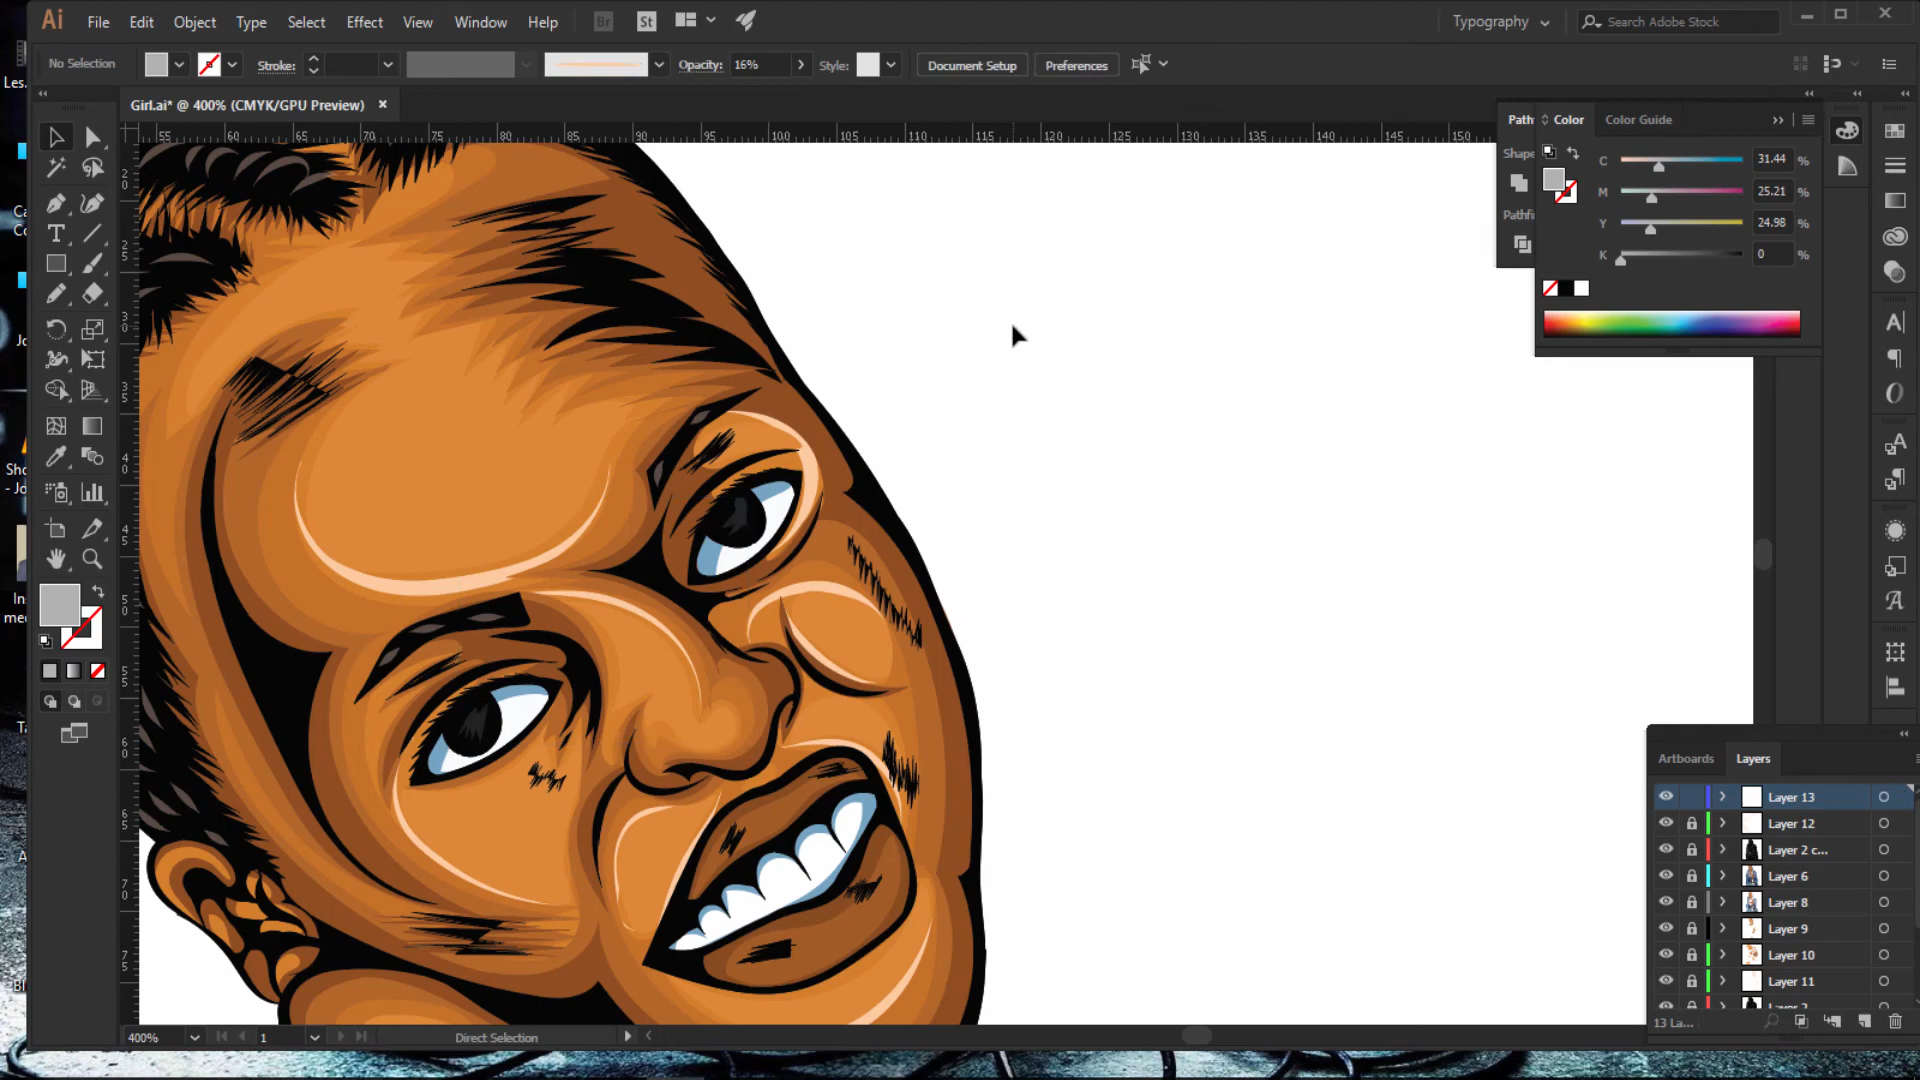 Ai File Edit Object Type Select Effect View Window Help Br St Typography Search Adobe Stock
No Selection Stroke: Opacity: 16% Style: Document Setup Preferences
Girl.ai* @ 400% (CMYK/GPU Preview)
55 60 65 70 75 80 85 90 95 100 105 110 115 120 125 130 135 140 145 150
Color Color Guide
C 31.44 %
M 25.21 %
Y 24.98 %
K 0 %
Artboards Layers
Layer 13
Layer 12
Layer 2 c...
Layer 6
Layer 8
Layer 9
Layer 10
Layer 11
Layer 2
13 La...
400% 1 Direct Selection